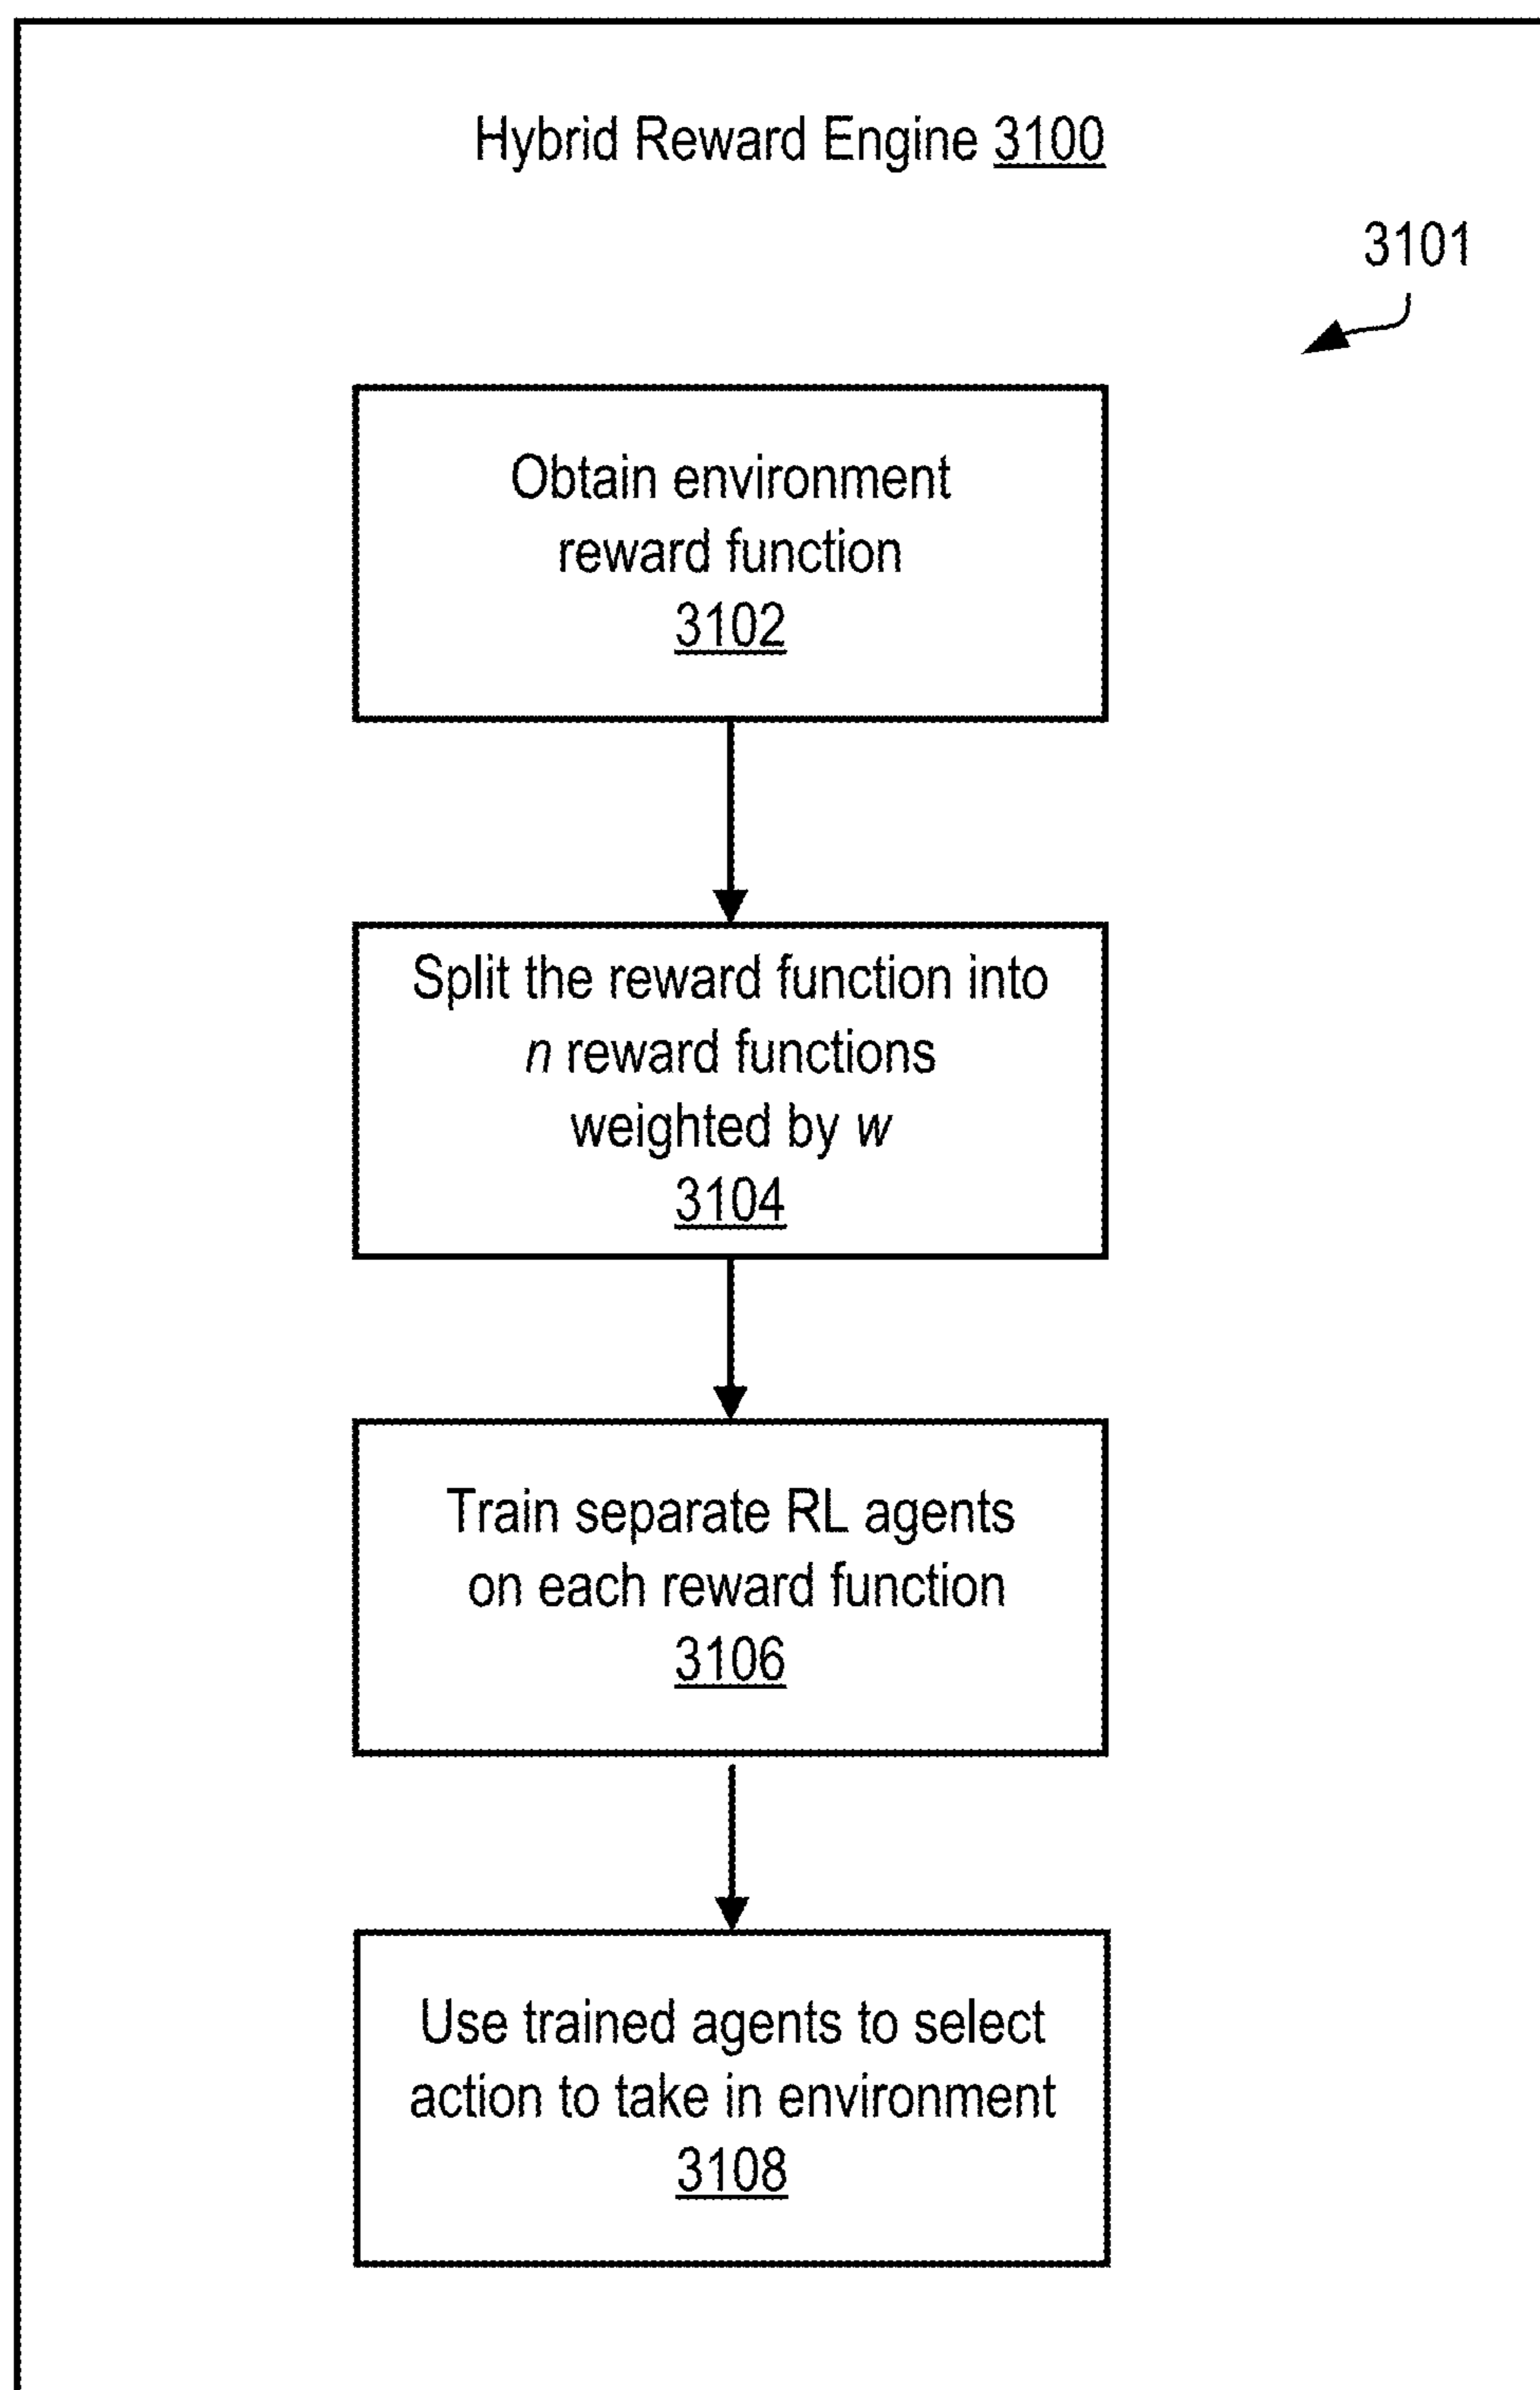 Hybrid Reward Engine 3100
3101
Obtain environment
reward function
3102
Split the reward function into
n reward functions
weighted by w
3104
Train separate RL agents
on each reward function
3106
Use trained agents to select
action to take in environment
3108